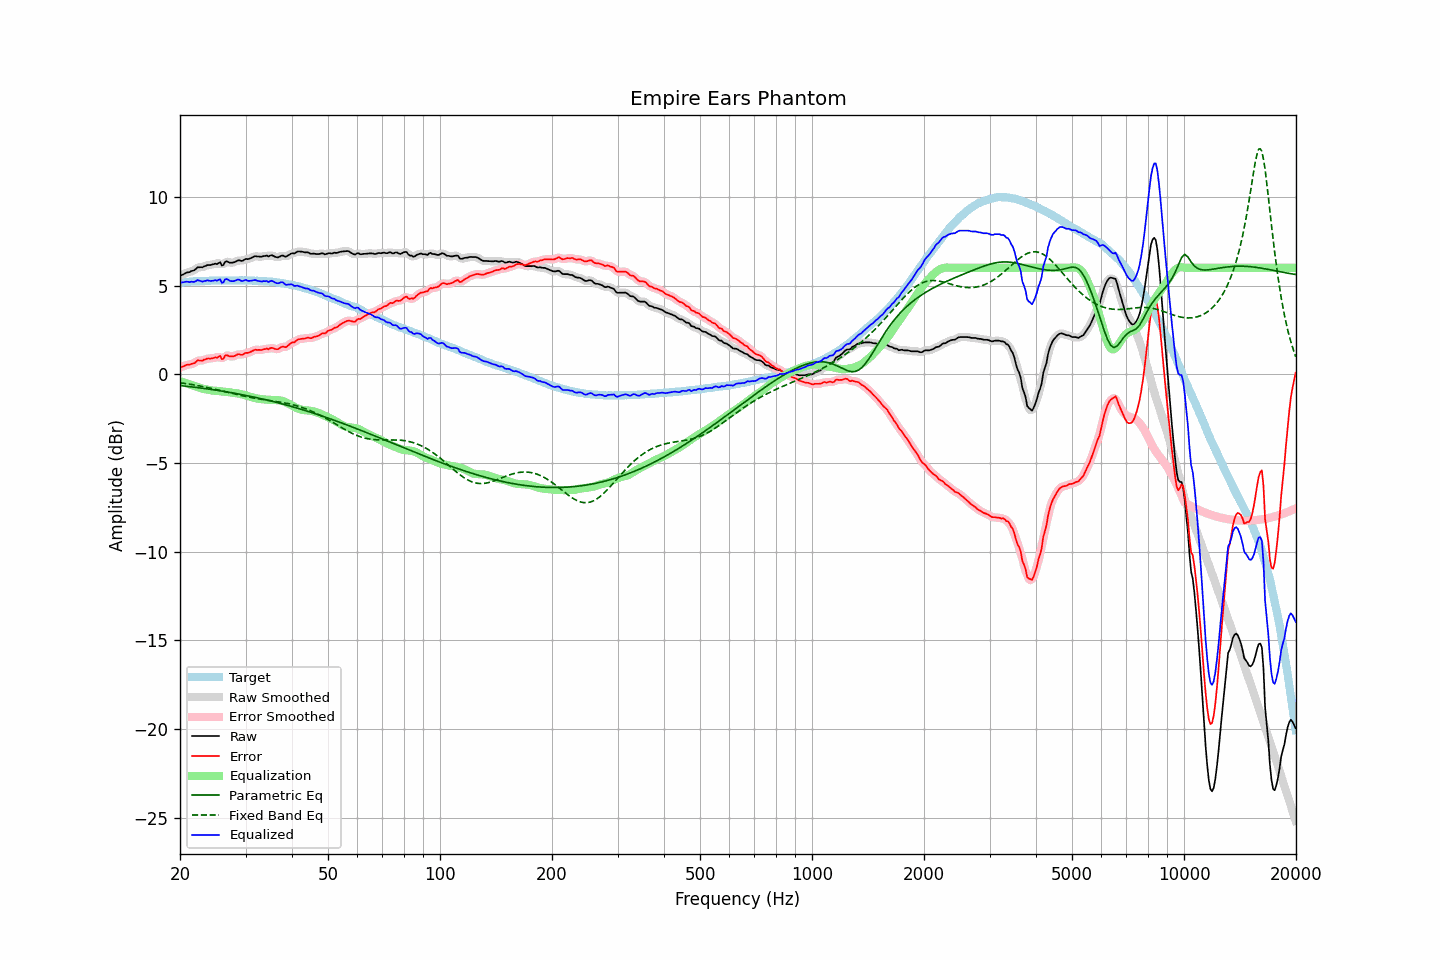 Empire Ears Phantom
Amplitude (dBr)
10
5
0
−5
−10
−15
−20
−25
Target
Raw Smoothed
Error Smoothed
Raw
Error
Equalization
Parametric Eq
Fixed Band Eq
Equalized
20 50 100 200 500 1000 2000 5000 10000 20000
Frequency (Hz)